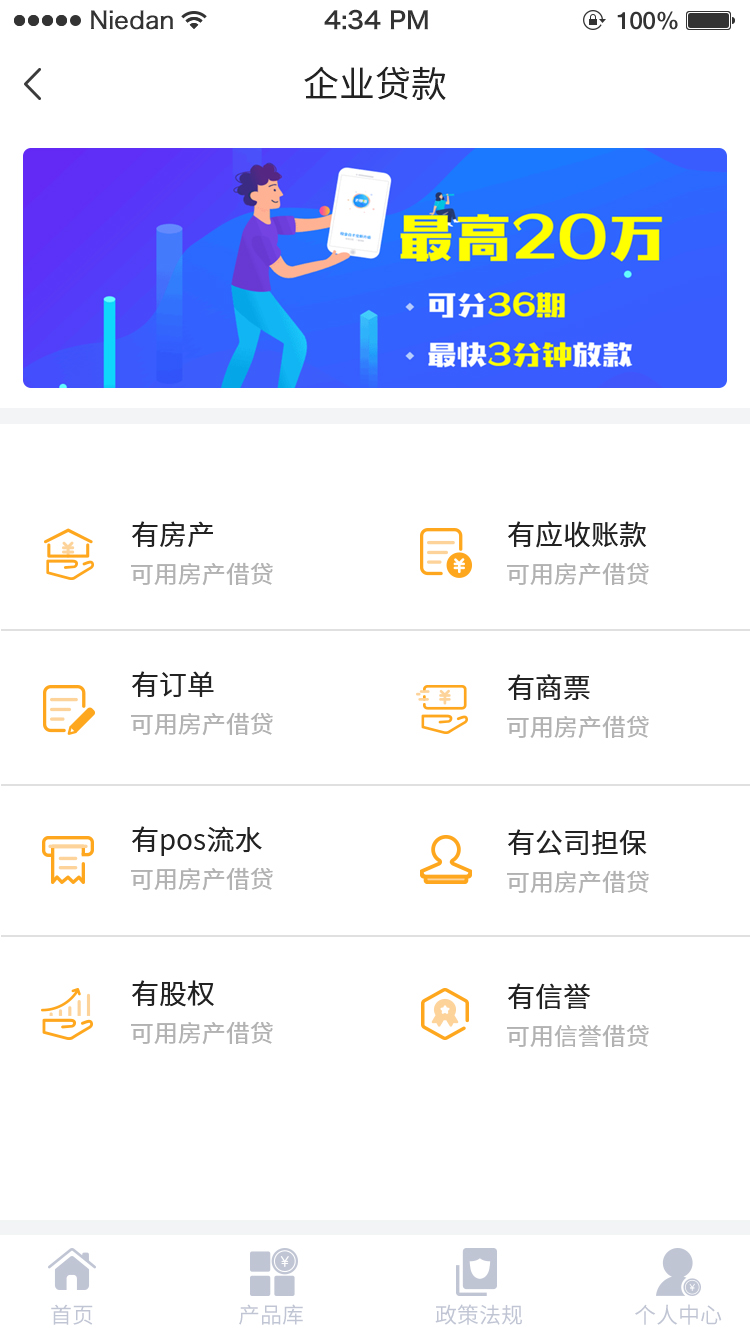 Niedan 4:34 PM 100%
企业贷款
最高20万
可分36期
最快3分钟放款
有房产
可用房产借贷
有应收账款
可用房产借贷
有订单
可用房产借贷
有商票
可用房产借贷
有pos流水
可用房产借贷
有公司担保
可用房产借贷
有股权
可用房产借贷
有信誉
可用信誉借贷
首页 产品库 政策法规 个人中心